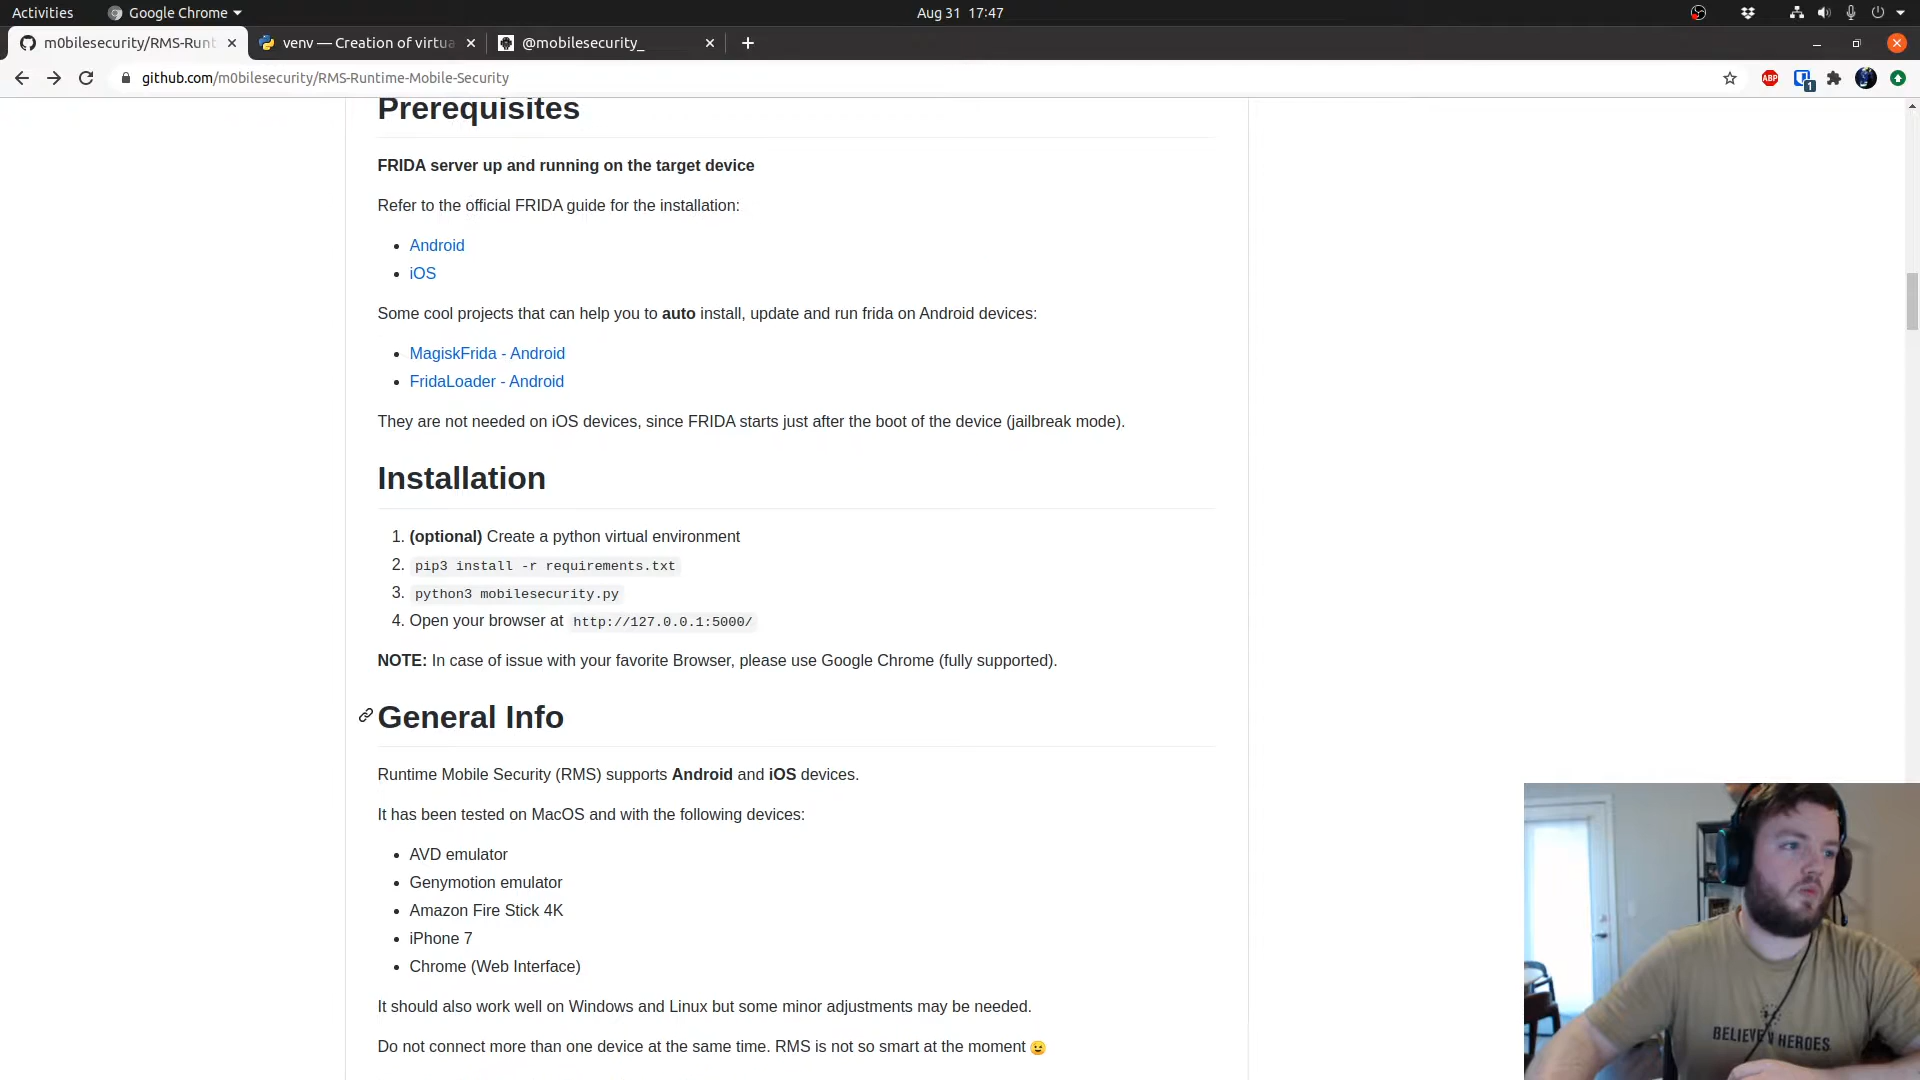 Activities
Google Chrome
Aug 31 17:47
m0bilesecurity/RMS-Runt
venv — Creation of virtua
@mobilesecurity_
github.com/m0bilesecurity/RMS-Runtime-Mobile-Security
ABP
1
Prerequisites
FRIDA server up and running on the target device
Refer to the official FRIDA guide for the installation:
Android
iOS
Some cool projects that can help you to auto install, update and run frida on Android devices:
MagiskFrida - Android
FridaLoader - Android
They are not needed on iOS devices, since FRIDA starts just after the boot of the device (jailbreak mode).
Installation
1. (optional) Create a python virtual environment
2. pip3 install -r requirements.txt
3. python3 mobilesecurity.py
4. Open your browser at http://127.0.0.1:5000/
NOTE: In case of issue with your favorite Browser, please use Google Chrome (fully supported).
General Info
Runtime Mobile Security (RMS) supports Android and iOS devices.
It has been tested on MacOS and with the following devices:
AVD emulator
Genymotion emulator
Amazon Fire Stick 4K
iPhone 7
Chrome (Web Interface)
It should also work well on Windows and Linux but some minor adjustments may be needed.
Do not connect more than one device at the same time. RMS is not so smart at the moment 😉
BELIEVE N HEROES